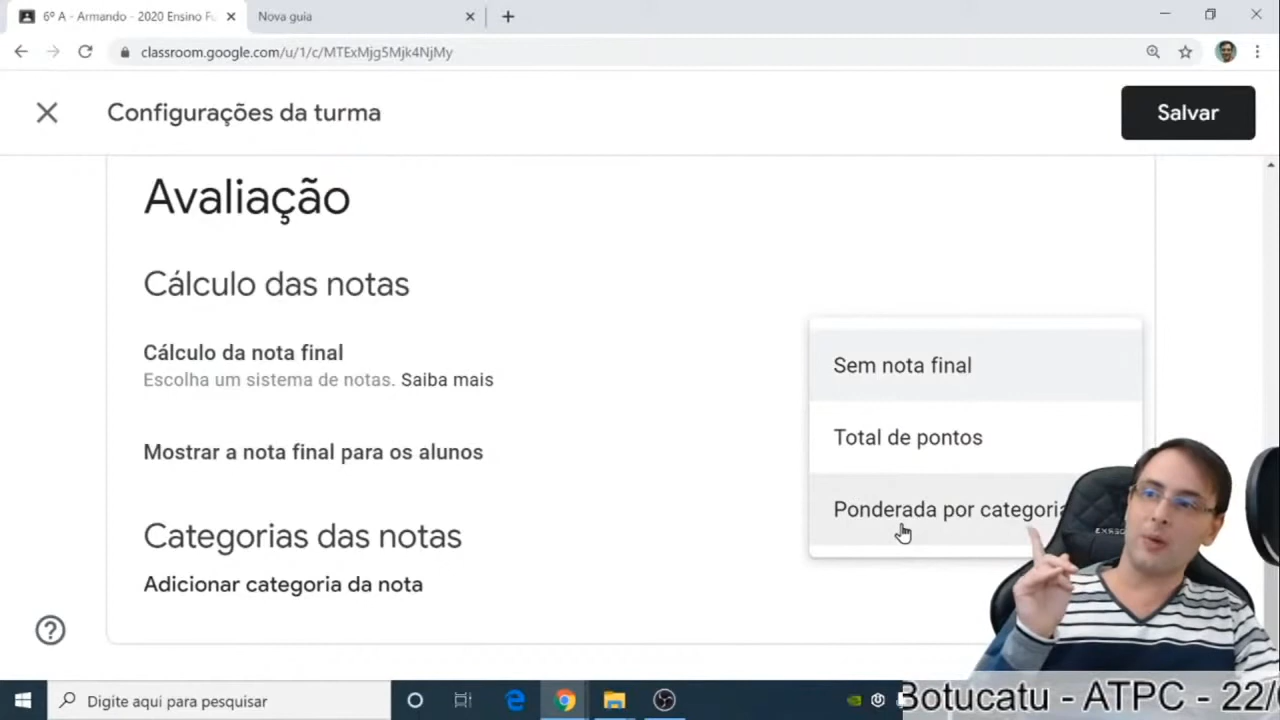 6º A - Armando - 2020 Ensino Fu
Nova guia
classroom.google.com/u/1/c/MTExMjg5Mjk4NjMy
Configurações da turma
Salvar
Avaliação
Cálculo das notas
Cálculo da nota final
Escolha um sistema de notas. Saiba mais
Sem nota final
Total de pontos
Mostrar a nota final para os alunos
Ponderada por categoria
Categorias das notas
Adicionar categoria da nota
Digite aqui para pesquisar
Botucatu - ATPC - 22/